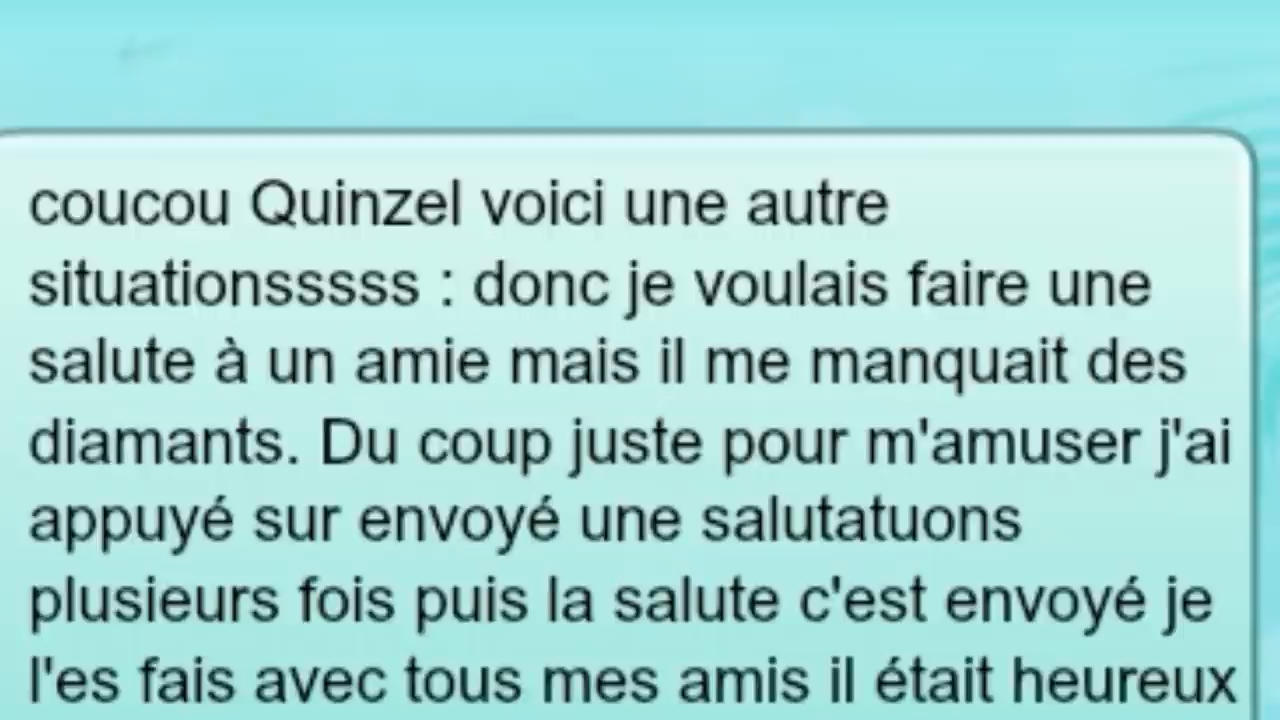 coucou Quinzel voici une autre
situationsssss : donc je voulais faire une
salute à un amie mais il me manquait des
diamants. Du coup juste pour m'amuser j'ai
appuyé sur envoyé une salutatuons
plusieurs fois puis la salute c'est envoyé je
l'es fais avec tous mes amis il était heureux